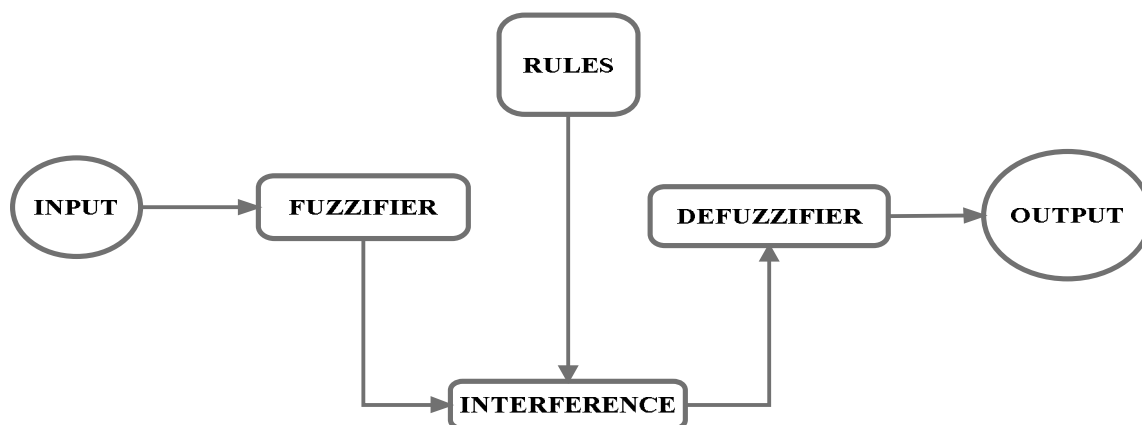 RULES
INPUT
FUZZIFIER
DEFUZZIFIER
OUTPUT
INTERFERENCE